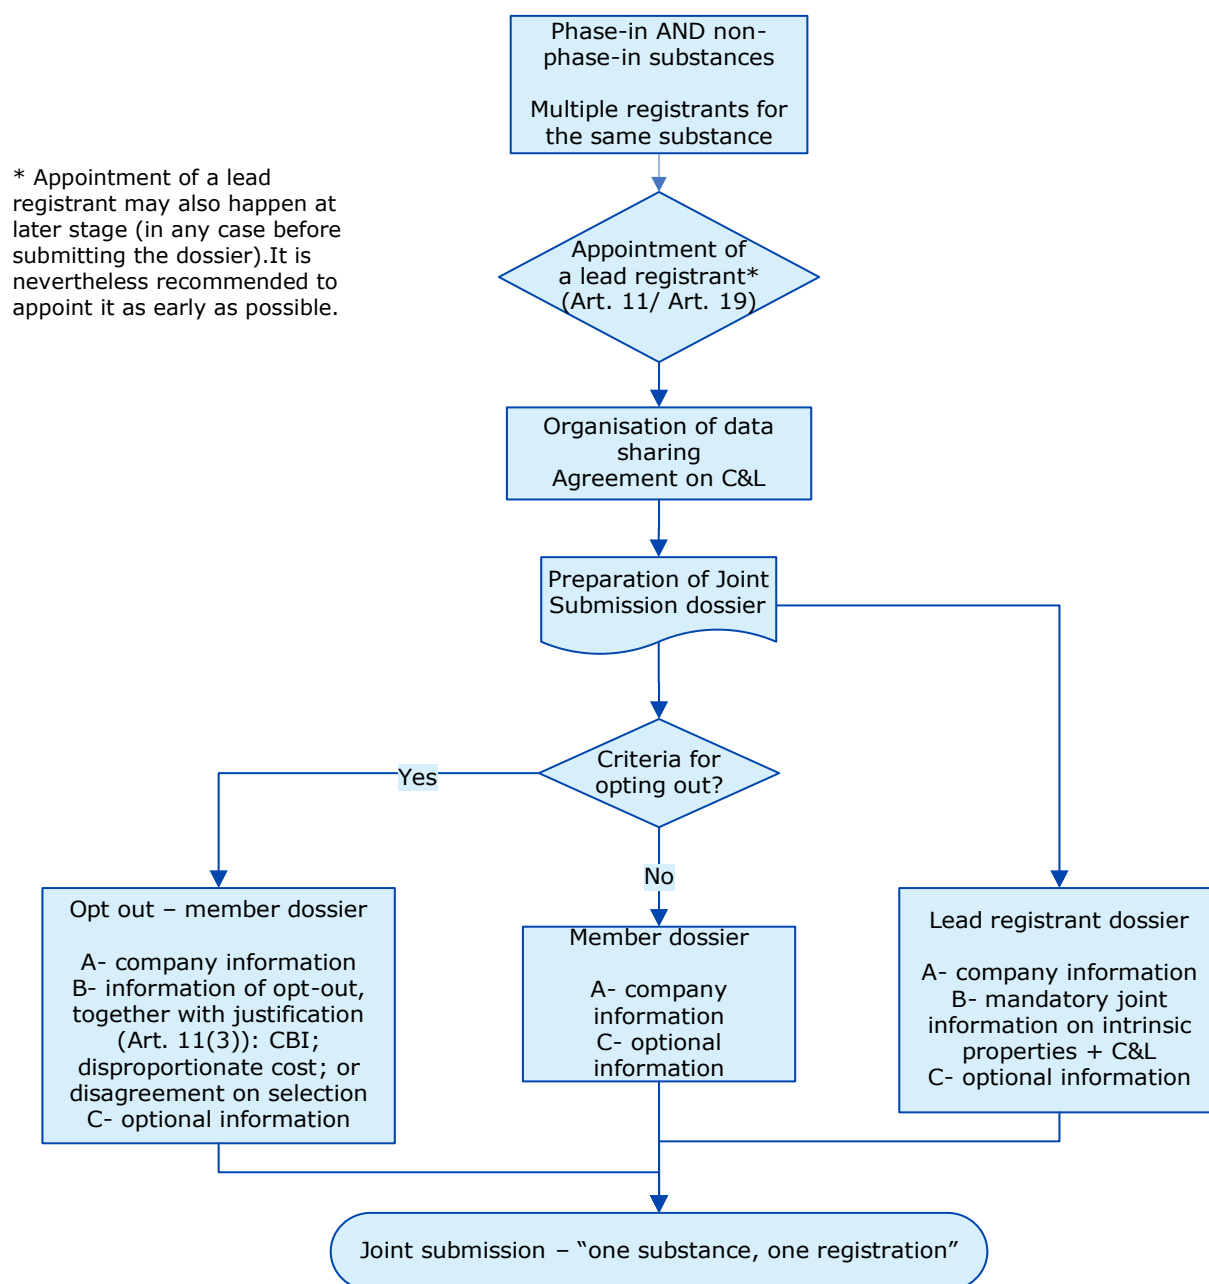 Phase-in AND non-
phase-in substances
Multiple registrants for
the same substance
* Appointment of a lead
registrant may also happen at
later stage (in any case before
submitting the dossier).It is
nevertheless recommended to
appoint it as early as possible.
Appointment of
a lead registrant*
(Art. 11/ Art. 19)
Organisation of data
sharing
Agreement on C&L
Preparation of Joint
Submission dossier
Criteria for
opting out?
Yes
No
Opt out – member dossier
A- company information
B- information of opt-out,
together with justification
(Art. 11(3)): CBI;
disproportionate cost; or
disagreement on selection
C- optional information
Member dossier
A- company
information
C- optional
information
Lead registrant dossier
A- company information
B- mandatory joint
information on intrinsic
properties + C&L
C- optional information
Joint submission – “one substance, one registration”